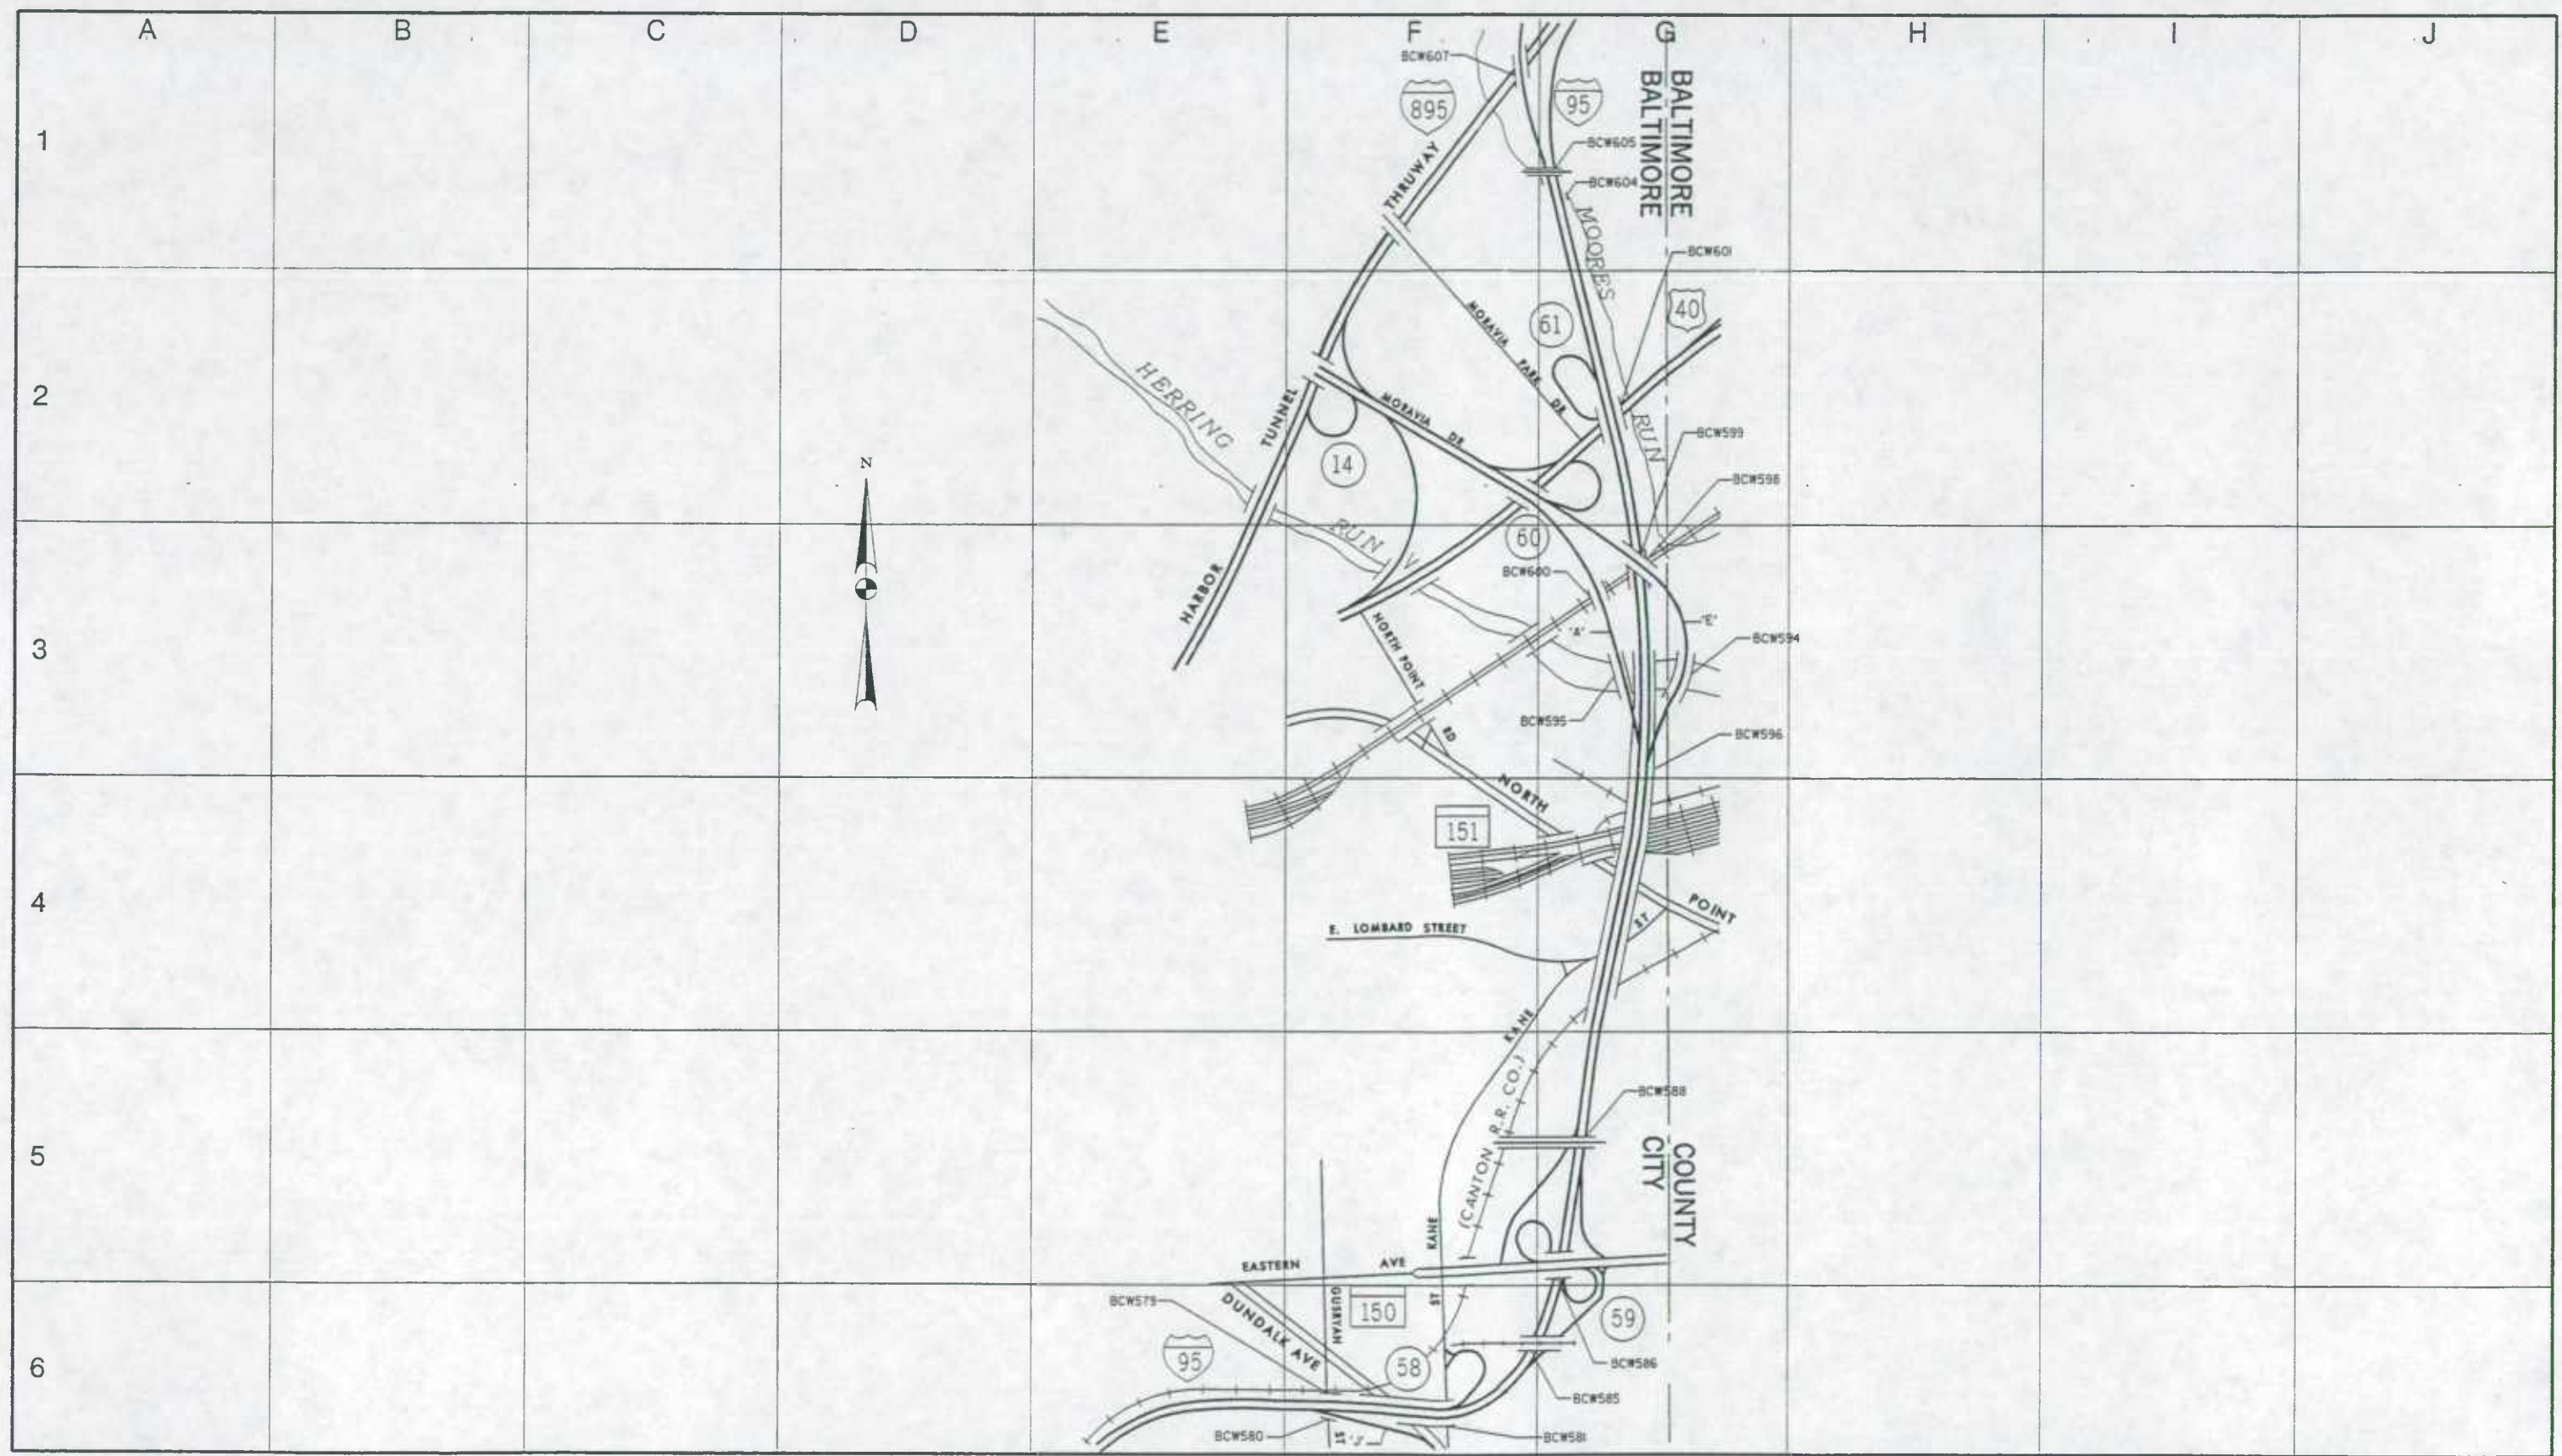 A B C D E F G H I J
1
2
3
4
5
6
BCW607
895
95
BALTIMORE
BALTIMORE
BCW605
BCW604
THRUWAY
MOORES
RUN
BCW601
40
61
MORAVIA PARK DR
HERRING
RUN
HARBOR
TUNNEL
MORAVIA DR
14
N
BCW599
BCW598
60
BCW600
"A"
"E"
BCW594
NORTH POINT
RD
BCW595
BCW596
NORTH
POINT
151
ST
E. LOMBARD STREET
KANE
(CANTON R.R. CO.)
BCW588
COUNTY
CITY
KANE
ST
EASTERN AVE
BCW579
DUNDALK AVE
GUSRYAN
ST
150
59
95
58
BCW586
BCW585
BCW580
"J"
BCW581